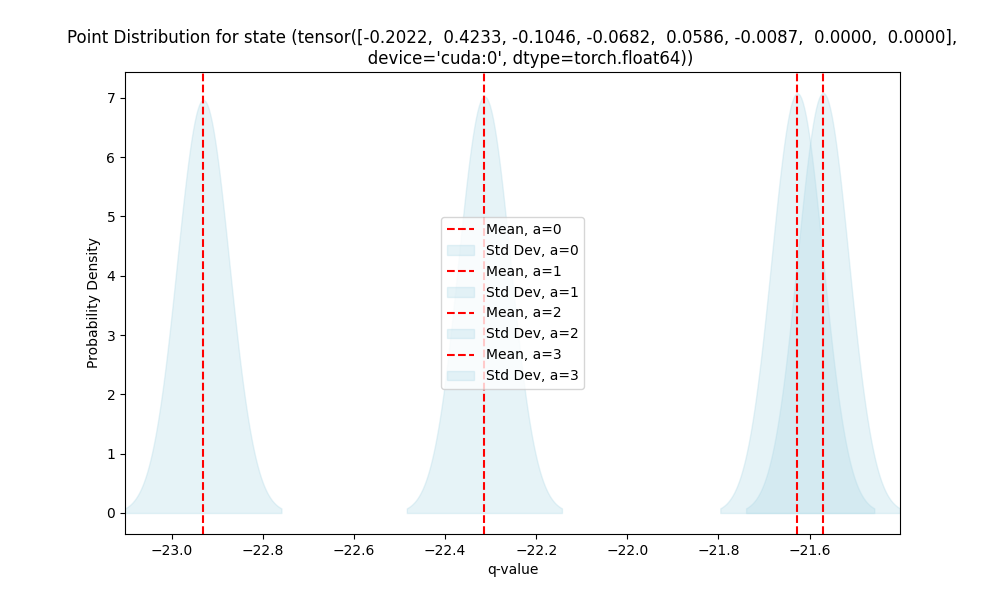 Point Distribution for state (tensor([-0.2022,  0.4233, -0.1046, -0.0682,  0.0586, -0.0087,  0.0000,  0.0000],
device='cuda:0', dtype=torch.float64))
Probability Density
7
6
5
4
3
2
1
0
Mean, a=0
Std Dev, a=0
Mean, a=1
Std Dev, a=1
Mean, a=2
Std Dev, a=2
Mean, a=3
Std Dev, a=3
−23.0 −22.8 −22.6 −22.4 −22.2 −22.0 −21.8 −21.6
q-value